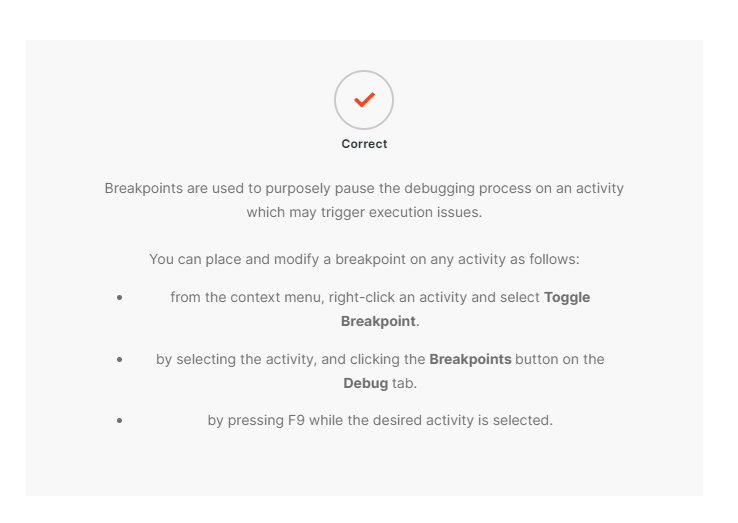 Correct
Breakpoints are used to purposely pause the debugging process on an activity
which may trigger execution issues.
You can place and modify a breakpoint on any activity as follows:
• from the context menu, right-click an activity and select Toggle
Breakpoint.
• by selecting the activity, and clicking the Breakpoints button on the
Debug tab.
• by pressing F9 while the desired activity is selected.